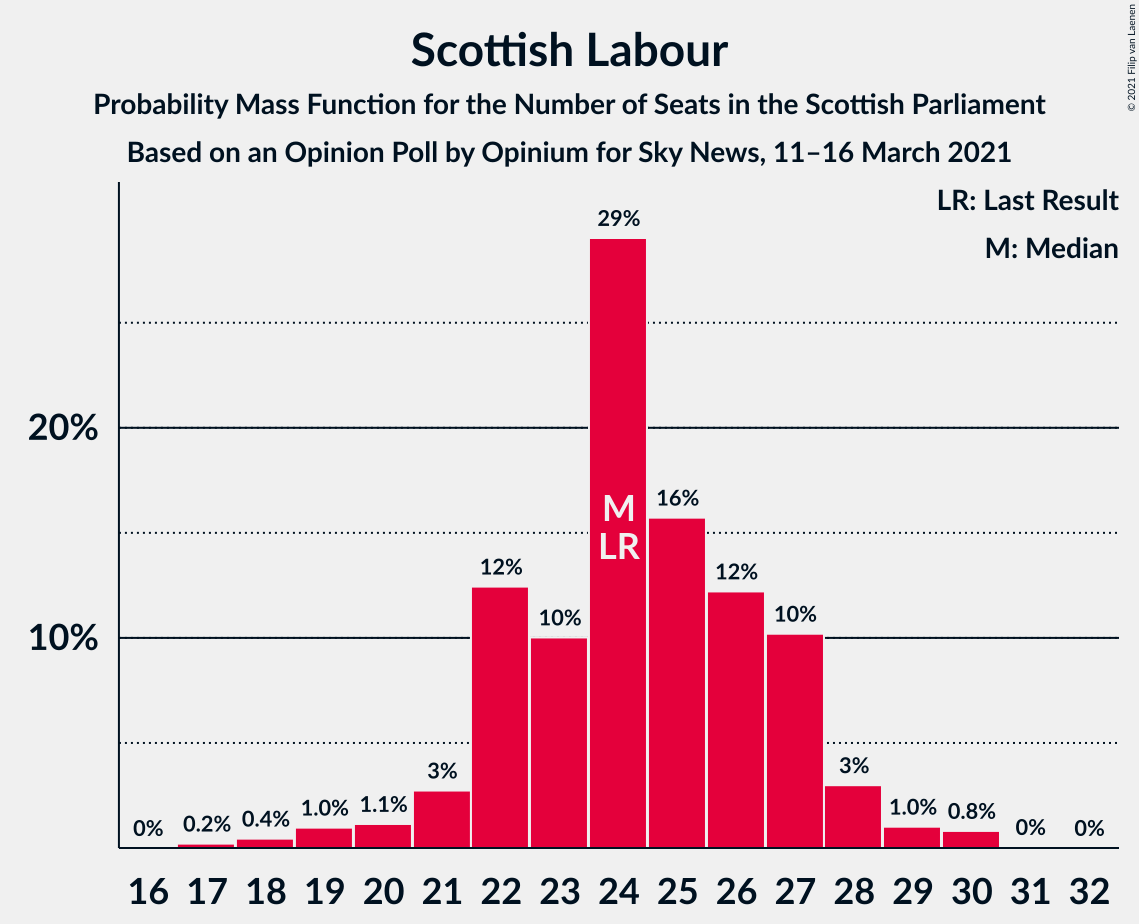 Scottish Labour
Probability Mass Function for the Number of Seats in the Scottish Parliament
Based on an Opinion Poll by Opinium for Sky News, 11–16 March 2021
© 2021 Filip van Laenen
LR: Last Result
M: Median
20%
10%
0%
0.2%
0.4%
1.0%
1.1%
3%
12%
10%
29%
M
LR
16%
12%
10%
3%
1.0%
0.8%
0%
0%
16 17 18 19 20 21 22 23 24 25 26 27 28 29 30 31 32